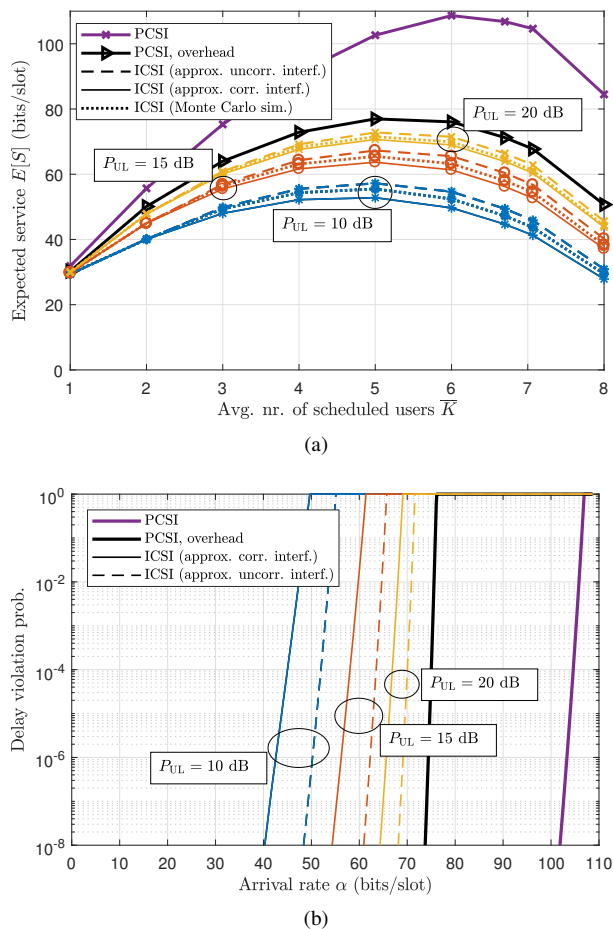 100
80
60
40
20
0
Expected service E[S] (bits/slot)
PCSI
PCSI, overhead
ICSI (approx. uncorr. interf.)
ICSI (approx. corr. interf.)
ICSI (Monte Carlo sim.)
P_UL = 20 dB
P_UL = 15 dB
P_UL = 10 dB
1 2 3 4 5 6 7 8
Avg. nr. of scheduled users K̅
(a)
10^0
10^-2
10^-4
10^-6
10^-8
Delay violation prob.
PCSI
PCSI, overhead
ICSI (approx. corr. interf.)
ICSI (approx. uncorr. interf.)
P_UL = 20 dB
P_UL = 15 dB
P_UL = 10 dB
0 10 20 30 40 50 60 70 80 90 100 110
Arrival rate α (bits/slot)
(b)